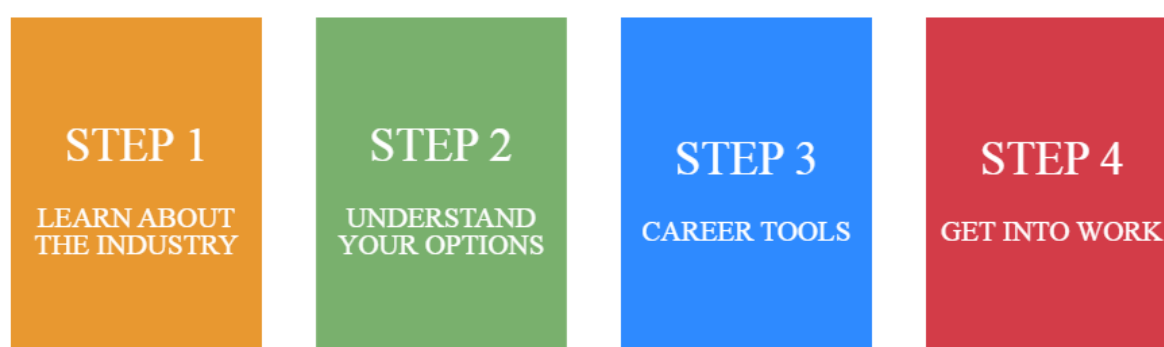 STEP 1
LEARN ABOUT
THE INDUSTRY
STEP 2
UNDERSTAND
YOUR OPTIONS
STEP 3
CAREER TOOLS
STEP 4
GET INTO WORK